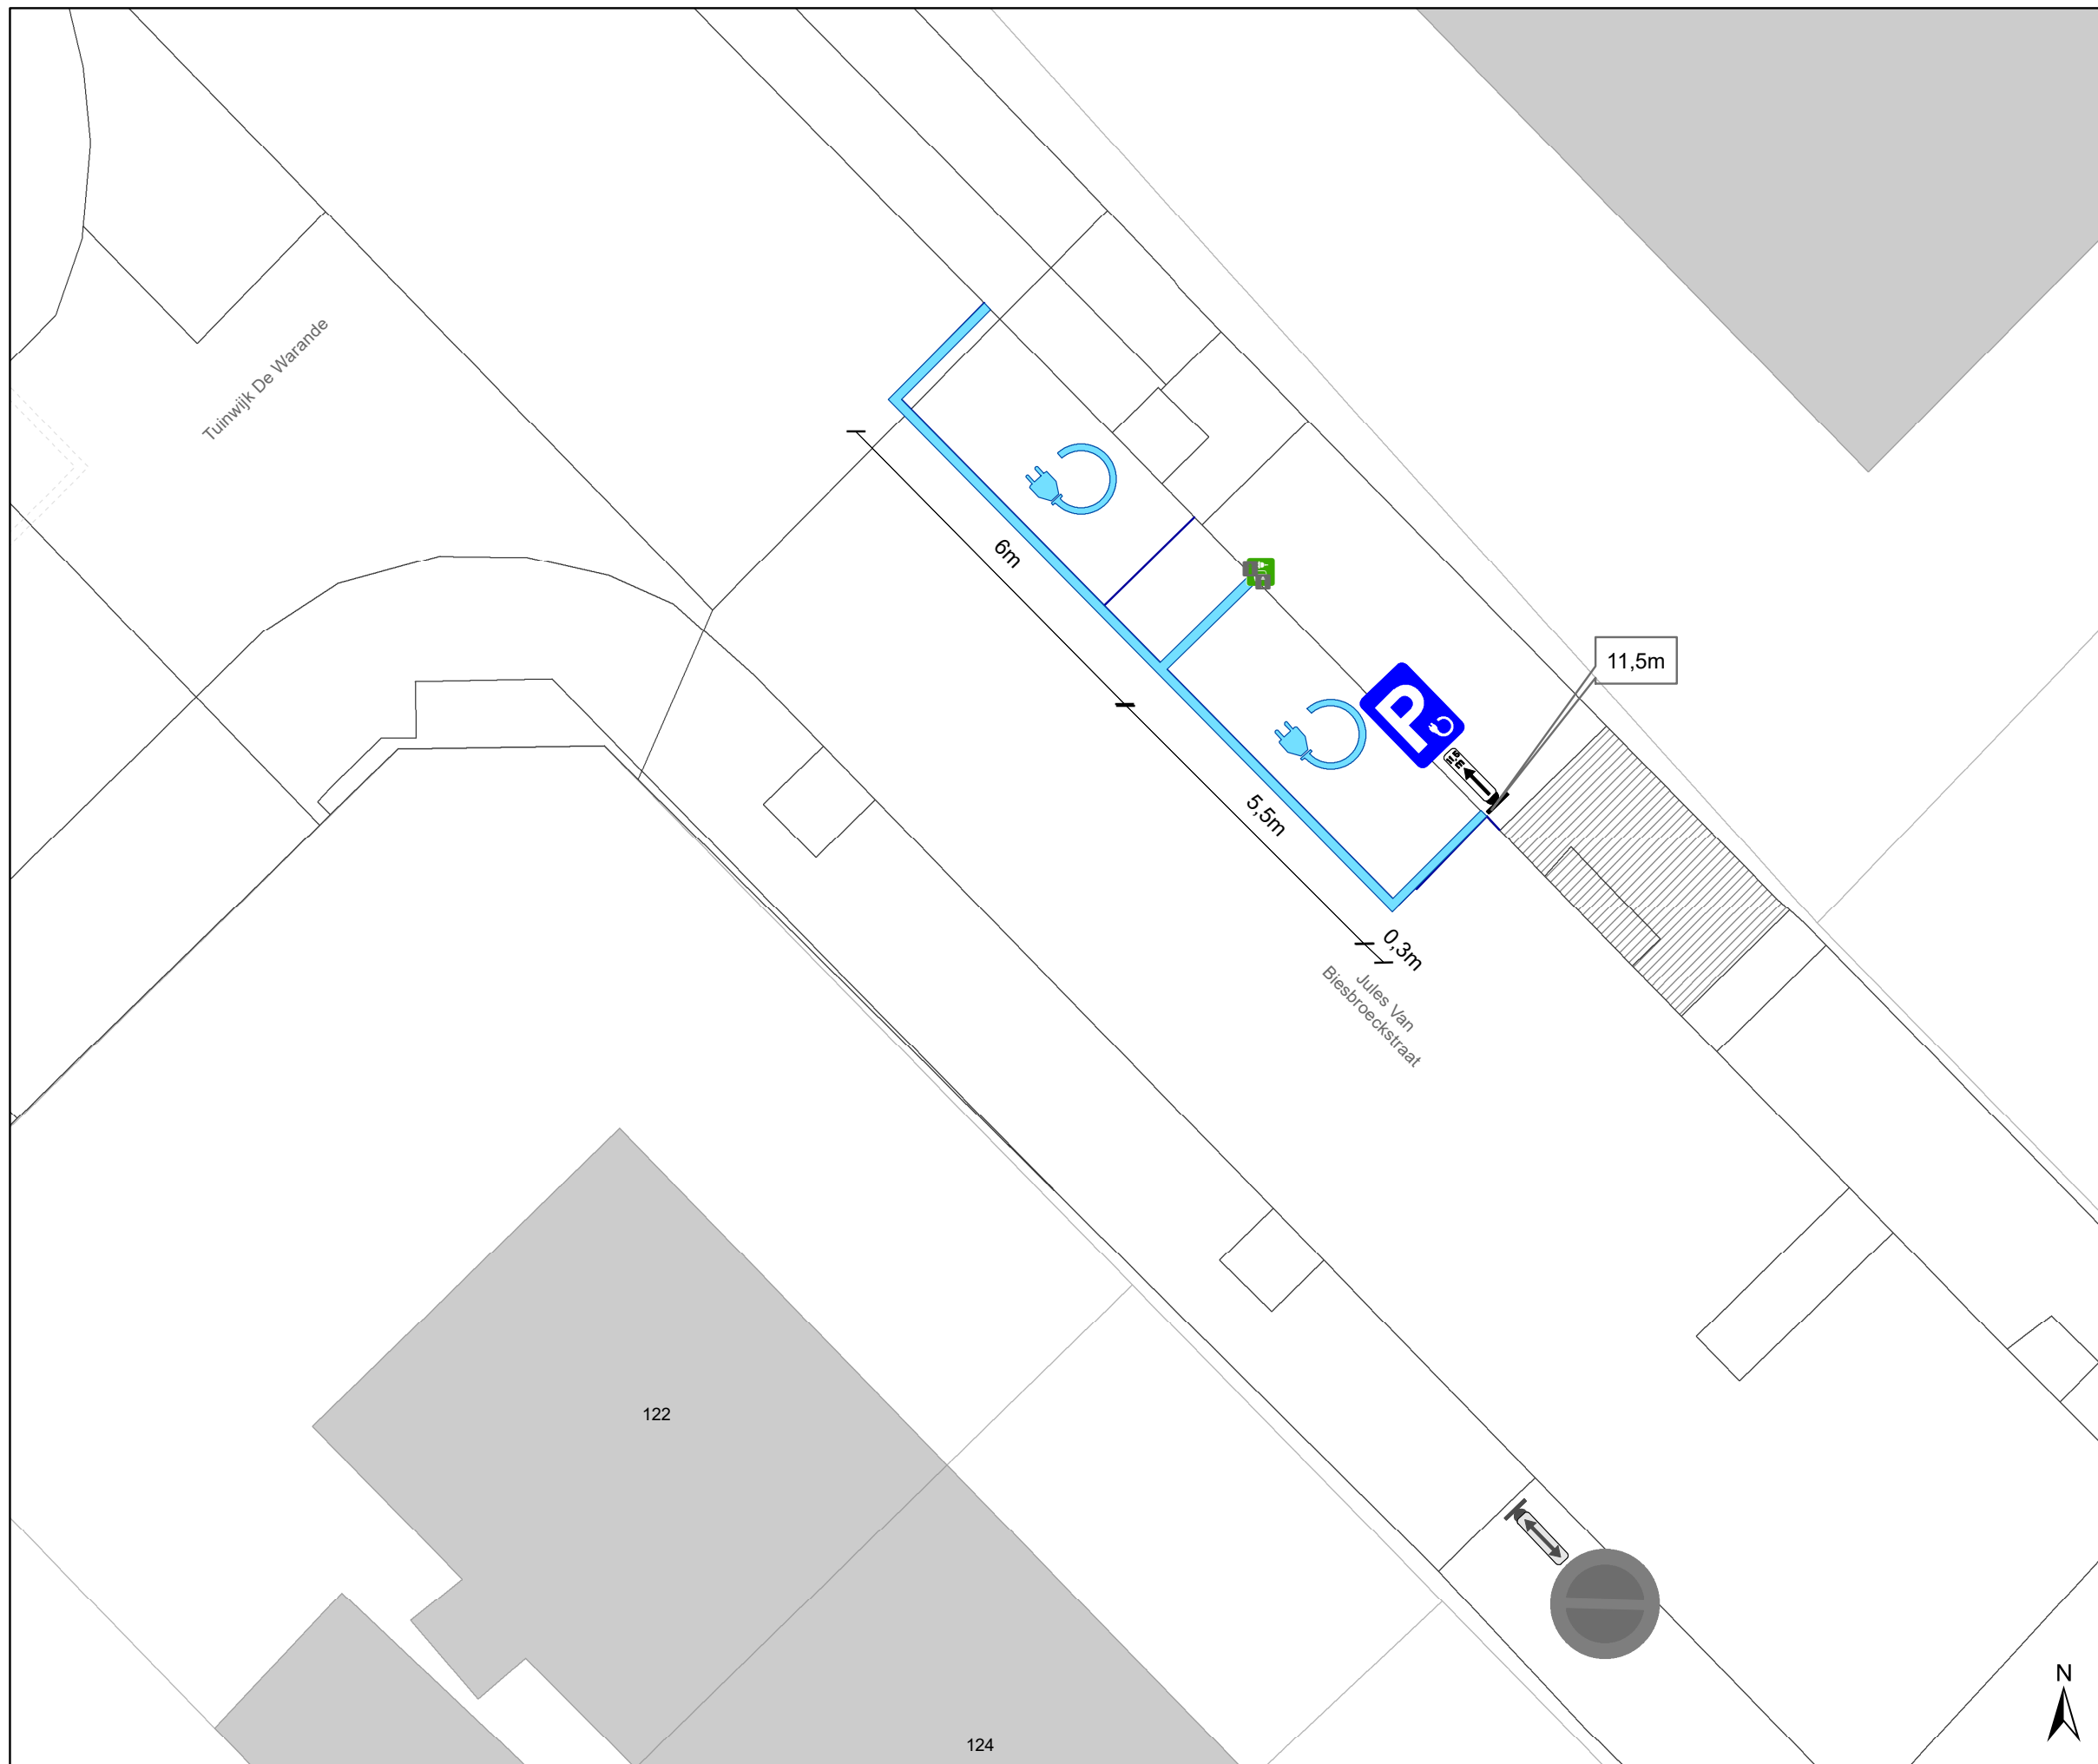 Tuinwijk De Warande
6m
11,5m
P
5,5m
0,3m
Jules Van
Biesbroeckstraat
122
124
N